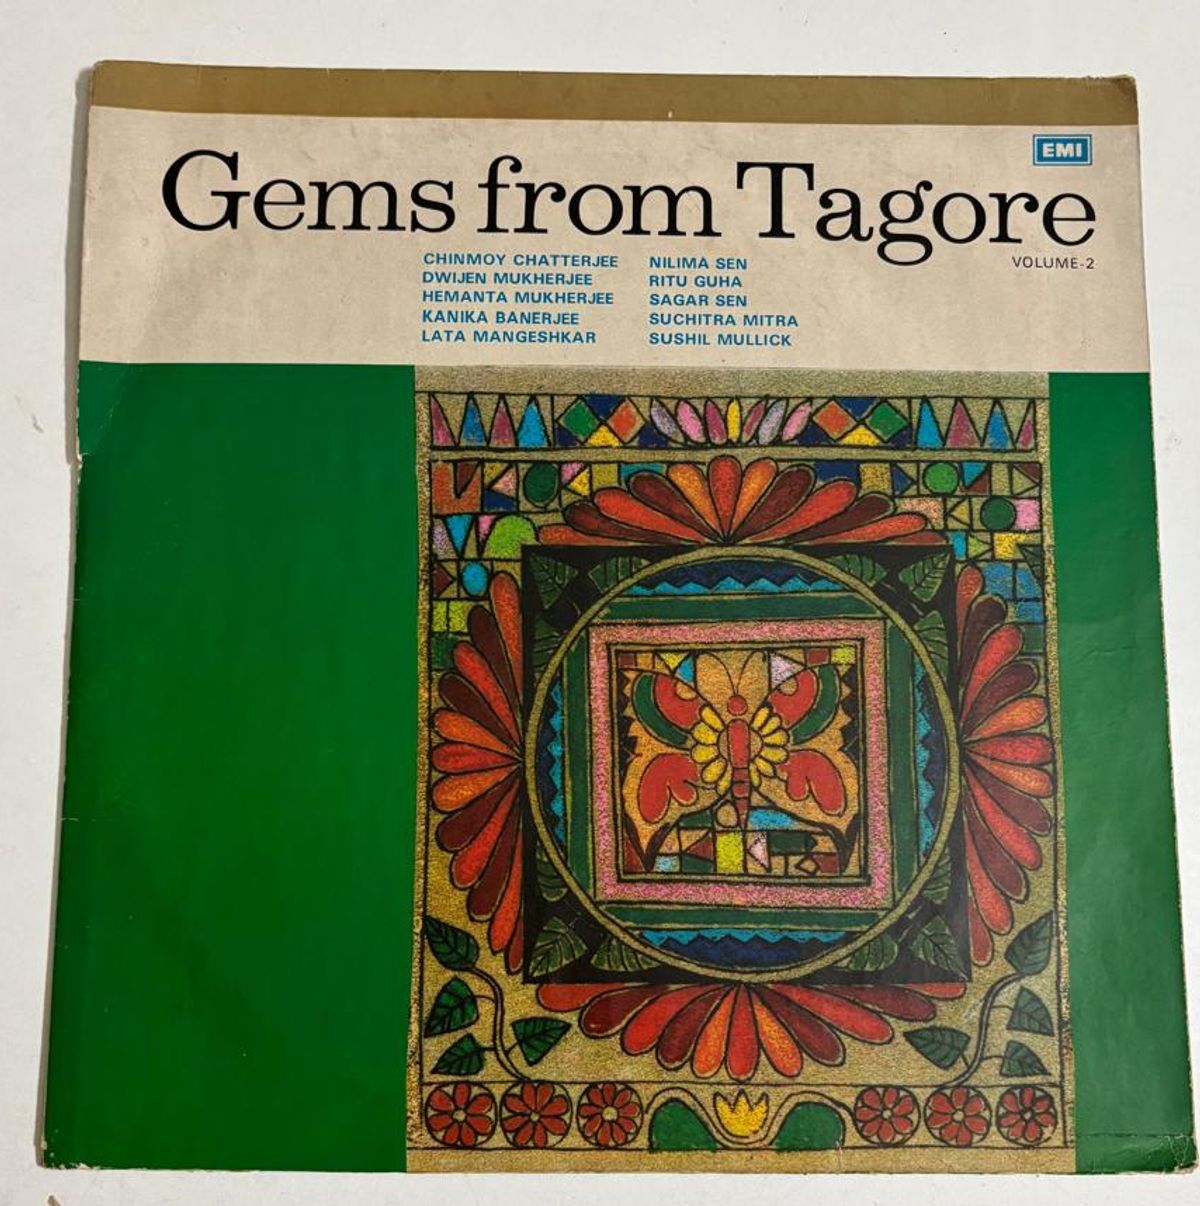 EMI
Gems from Tagore
VOLUME-2
CHINMOY CHATTERJEE
DWIJEN MUKHERJEE
HEMANTA MUKHERJEE
KANIKA BANERJEE
LATA MANGESHKAR
NILIMA SEN
RITU GUHA
SAGAR SEN
SUCHITRA MITRA
SUSHIL MULLICK